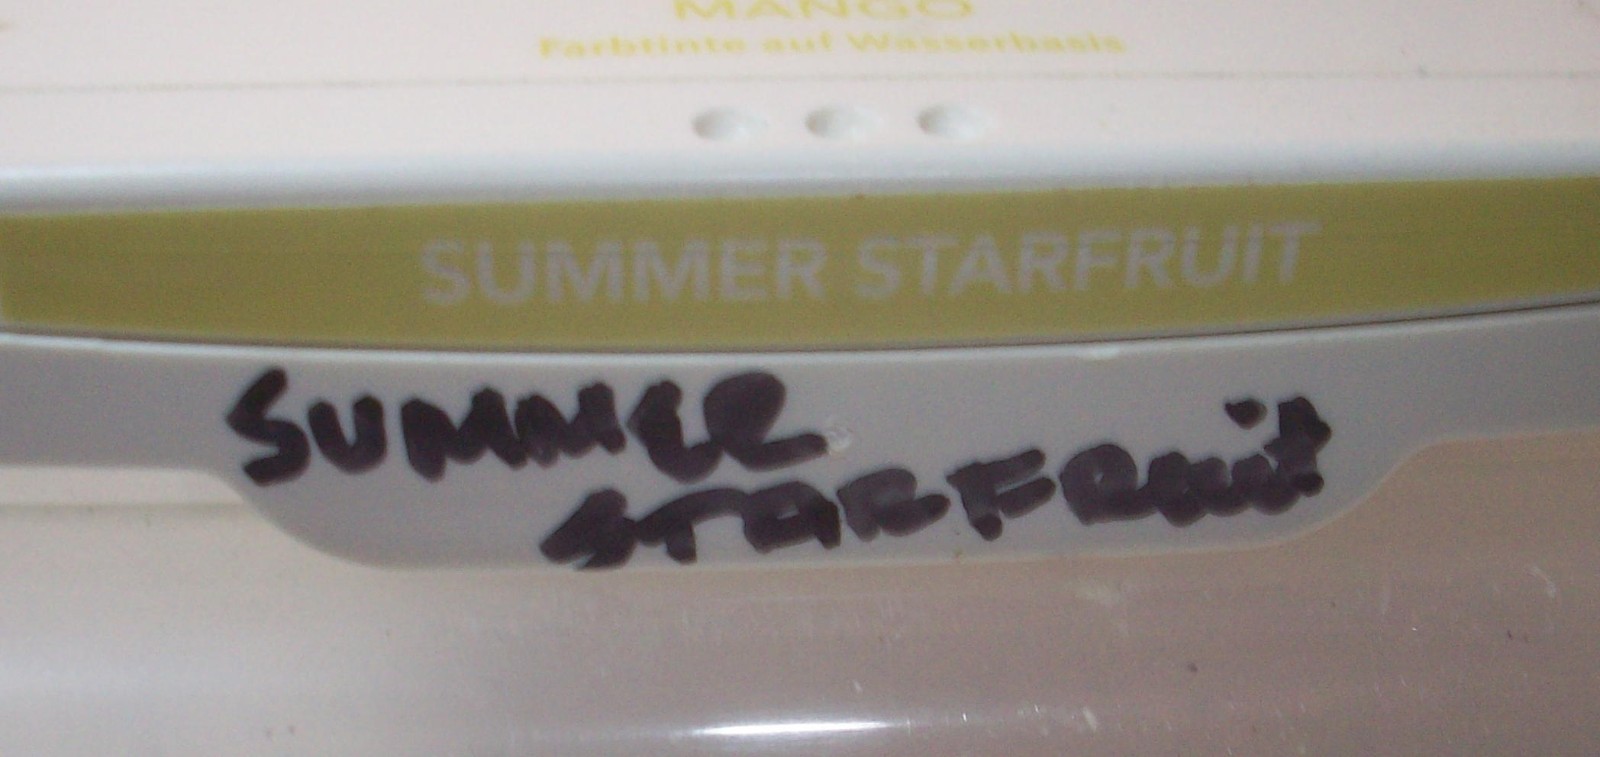 MANGO
Farbtinte auf Wasserbasis
SUMMER STARFRUIT
SUMMER
STARFRuit